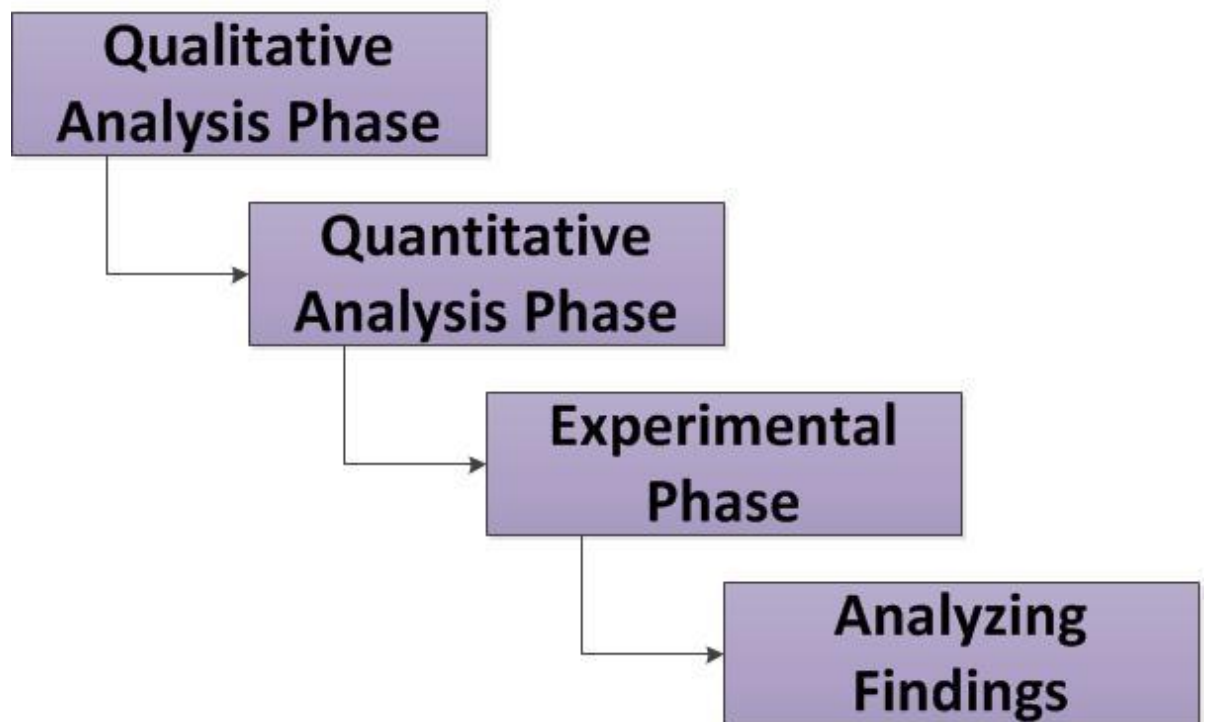 Qualitative
Analysis Phase
Quantitative
Analysis Phase
Experimental
Phase
Analyzing
Findings